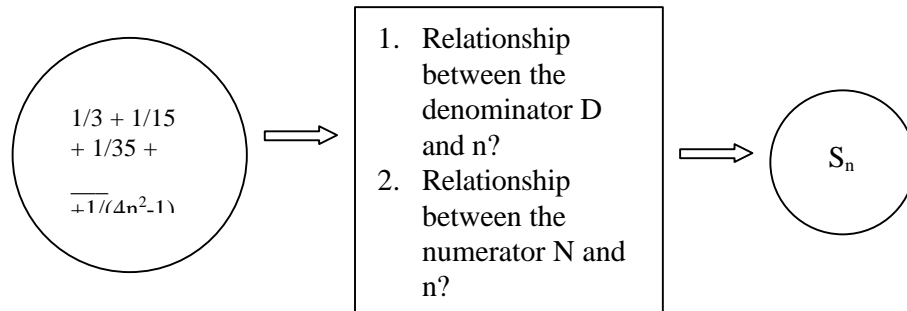 1/3 + 1/15
+ 1/35 +
___
+1/(4n²-1)
1. Relationship
between the
denominator D
and n?
2. Relationship
between the
numerator N and
n?
Sₙ